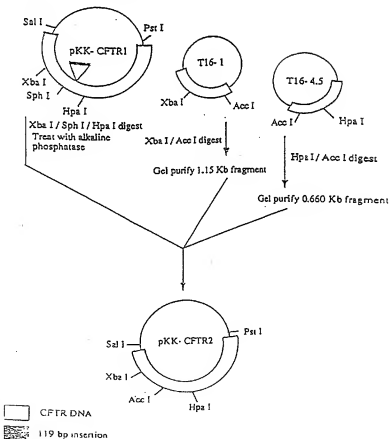 Sal I
Pst I
pKK- CFTR1
Xba I
Sph I
Hpa I
T16-1
Xba I
Acc I
T16-4.5
Acc I
Hpa I
Xba I / Sph I / Hpa I digest
Treat with alkaline
phosphatase
Xba I / Acc I digest
Gel purify 1.15 Kb fragment
Hpa I / Acc I digest
Gel purify 0.660 Kb fragment
Sal I
Pst I
pKK- CFTR2
Xba I
Acc I
Hpa I
CFTR DNA
119 bp insertion